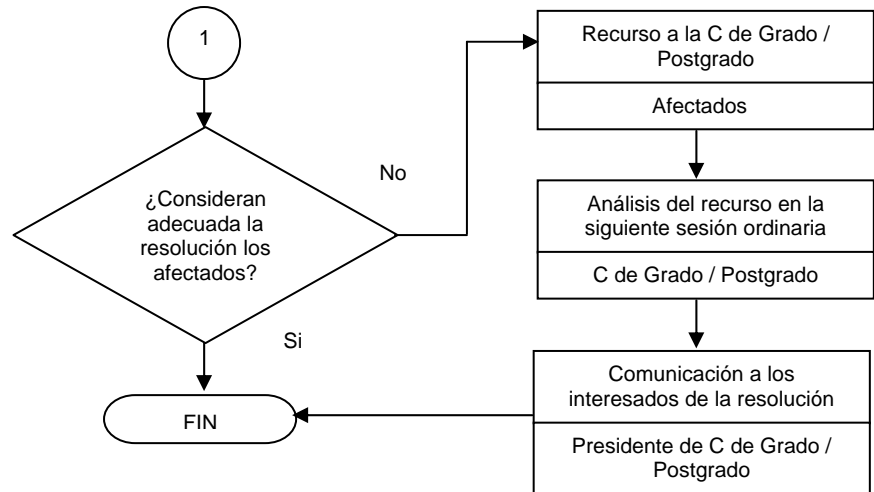 1
¿Consideran
adecuada la
resolución los
afectados?
No
Si
FIN
Recurso a la C de Grado /
Postgrado
Afectados
Análisis del recurso en la
siguiente sesión ordinaria
C de Grado / Postgrado
Comunicación a los
interesados de la resolución
Presidente de C de Grado /
Postgrado